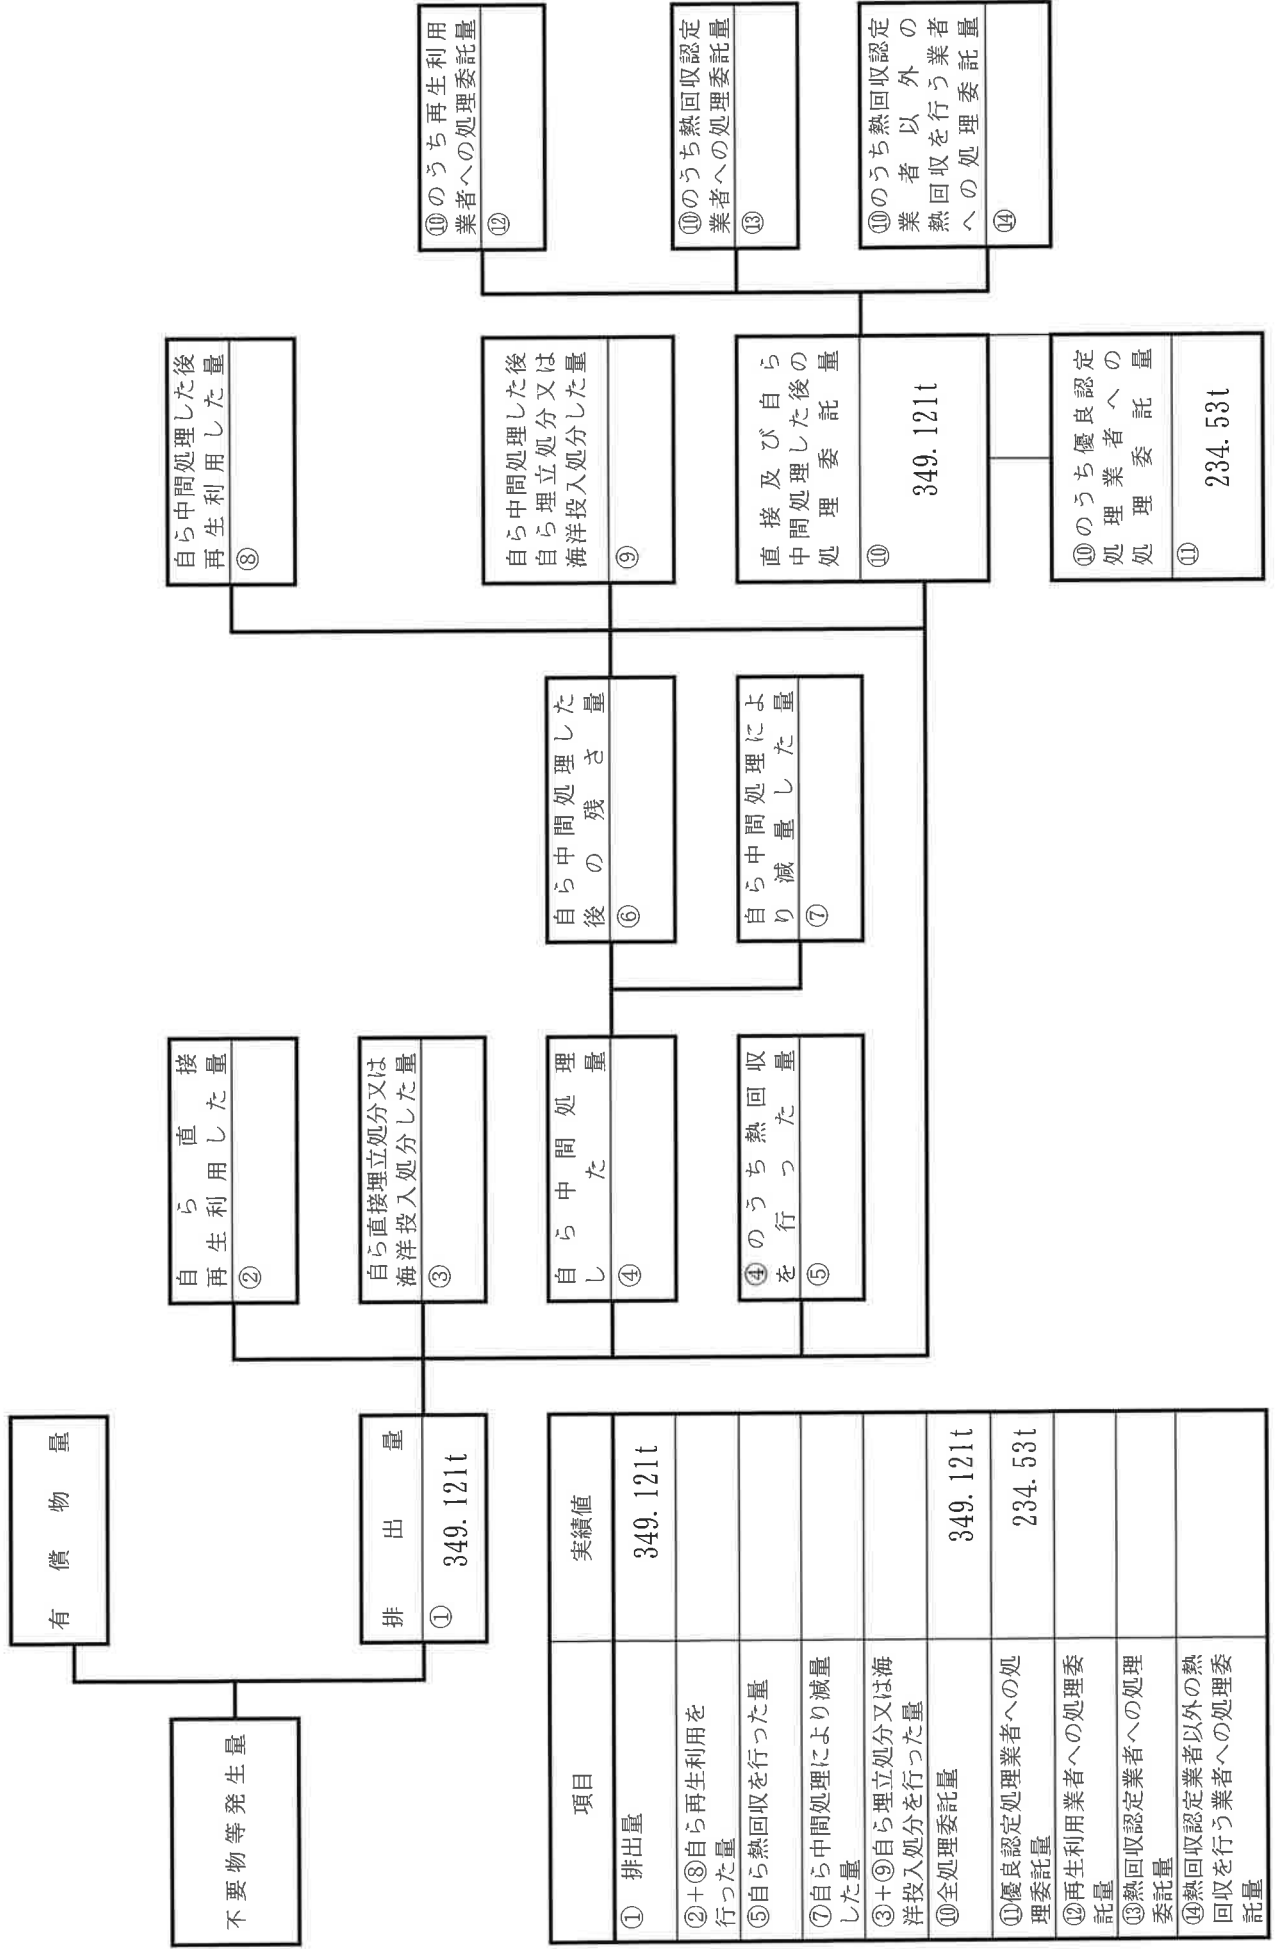 有償物量
不要物等発生量
排出量
① 349.121t
自ら直接
再生利用した量
②
自ら直接埋立処分又は
海洋投入処分した量
③
自ら中間処理
した量
④
④のうち熱回収
を行った量
⑤
自ら中間処理した
後の残さ量
⑥
自ら中間処理によ
り減量した量
⑦
自ら中間処理した後
再生利用した量
⑧
自ら中間処理した後
自ら埋立処分又は
海洋投入処分した量
⑨
直接及び自ら
中間処理した後の
処理委託量
⑩
349.121t
⑩のうち優良認定
処理業者への
処理委託量
⑪
234.53t
⑩のうち再生利用
業者への処理委託量
⑫
⑩のうち熱回収認定
業者への処理委託量
⑬
⑩のうち熱回収認定
業者以外の
熱回収を行う業者
への処理委託量
⑭
項目 実績値
① 排出量 349.121t
②+⑧自ら再生利用を
行った量
⑤自ら熱回収を行った量
⑦自ら中間処理により減量
した量
③+⑨自ら埋立処分又は海
洋投入処分を行った量
⑩全処理委託量 349.121t
⑪優良認定処理業者への処
理委託量 234.53t
⑫再生利用業者への処理委
託量
⑬熱回収認定業者への処理
委託量
⑭熱回収認定業者以外の熱
回収を行う業者への処理委
託量